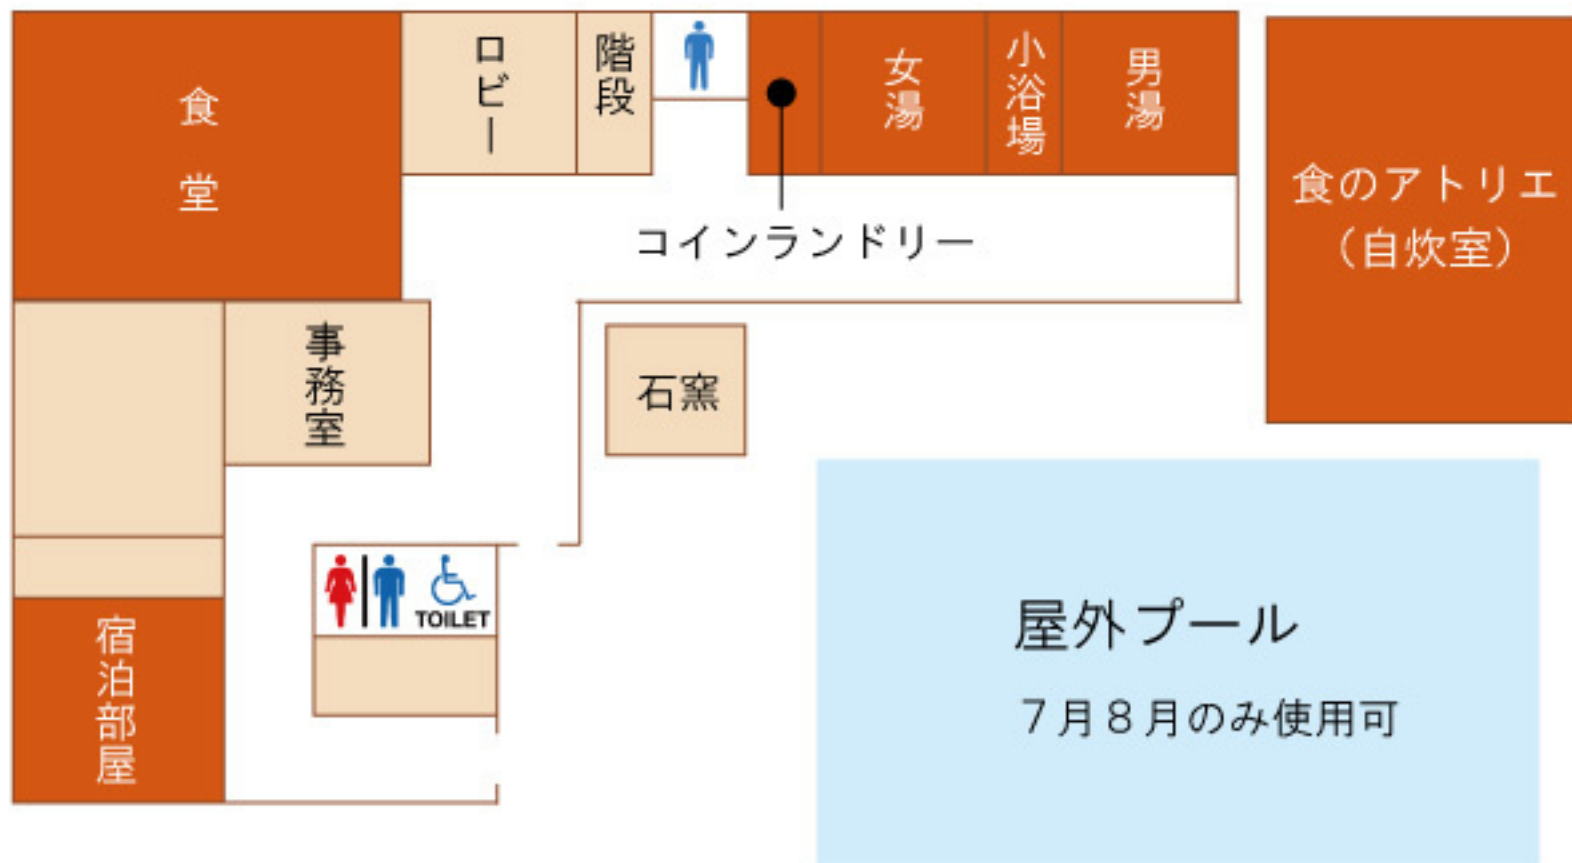 食堂
ロビー
階段
女湯
小浴場
男湯
コインランドリー
食のアトリエ
（自炊室）
事務室
石窯
TOILET
宿泊部屋
屋外プール
７月８月のみ使用可